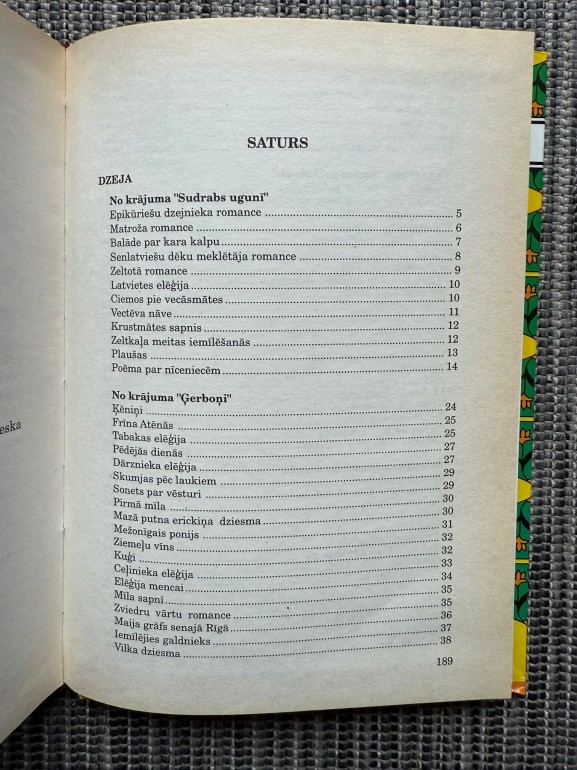 eska
SATURS
DZEJA
No krājuma "Sudrabs ugunī"
Epikūriešu dzejnieka romance ........ 5
Matroža romance ........ 6
Balāde par kara kalpu ........ 7
Senlatviešu dēku meklētāja romance ........ 8
Zeltotā romance ........ 9
Latvietes elēģija ........ 10
Ciemos pie vecāsmātes ........ 10
Vectēva nāve ........ 11
Krustmātes sapnis ........ 12
Zeltkaļa meitas iemīlēšanās ........ 12
Plaušas ........ 13
Poēma par nīceniecēm ........ 14
No krājuma "Ģerboņi"
Ķēniņi ........ 24
Frīna Atēnās ........ 25
Tabakas elēģija ........ 25
Pēdējās dienās ........ 27
Dārznieka elēģija ........ 27
Skumjas pēc laukiem ........ 29
Sonets par vēsturi ........ 29
Pirmā mīla ........ 30
Mazā putna erickiņa dziesma ........ 30
Mežonīgais ponijs ........ 31
Ziemeļu vīns ........ 32
Kuģi ........ 32
Ceļinieka elēģija ........ 33
Elēģija mencai ........ 34
Mīla sapnī ........ 35
Zviedru vārtu romance ........ 35
Maija grāfs senajā Rīgā ........ 36
Iemīlējies galdnieks ........ 37
Vilka dziesma ........ 38
189